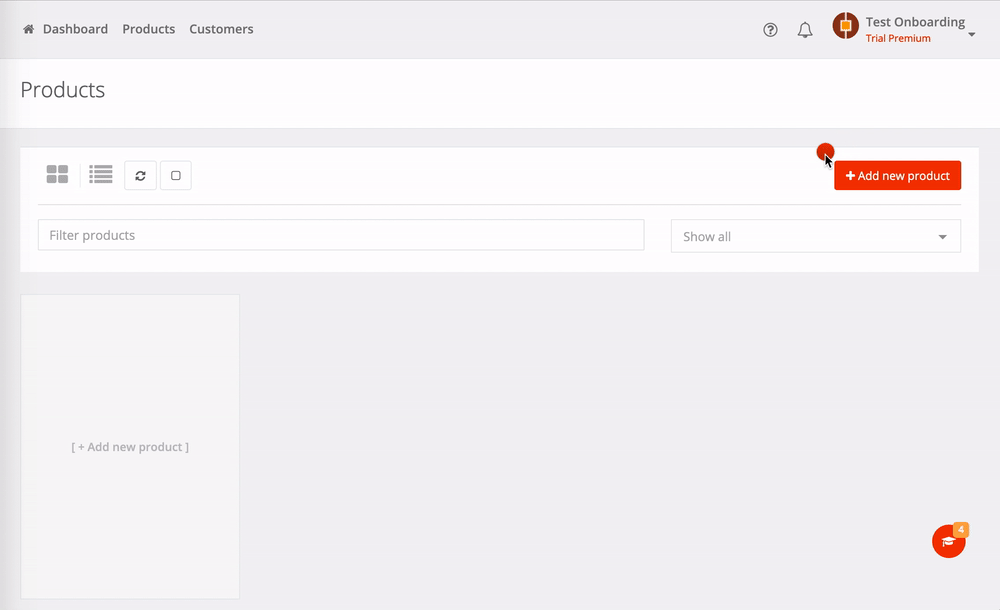 Dashboard Products Customers
Test Onboarding
Trial Premium
Products
+ Add new product
Filter products
Show all
[ + Add new product ]
4